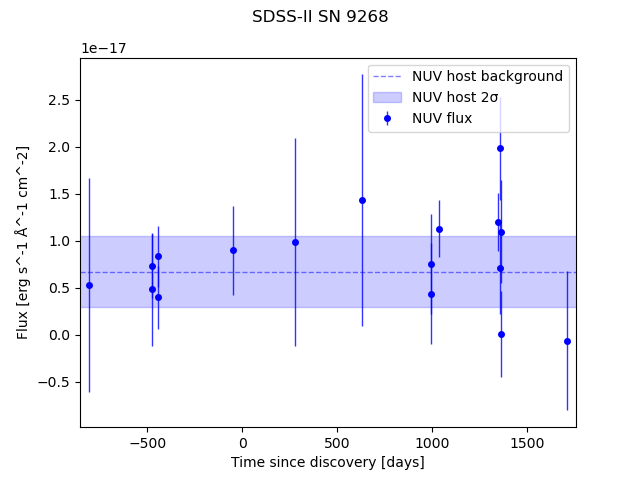 SDSS-II SN 9268
1e−17
NUV host background
NUV host 2σ
NUV flux
2.5
2.0
1.5
1.0
0.5
0.0
−0.5
Flux [erg s^-1 Å^-1 cm^-2]
−500
0
500
1000
1500
Time since discovery [days]